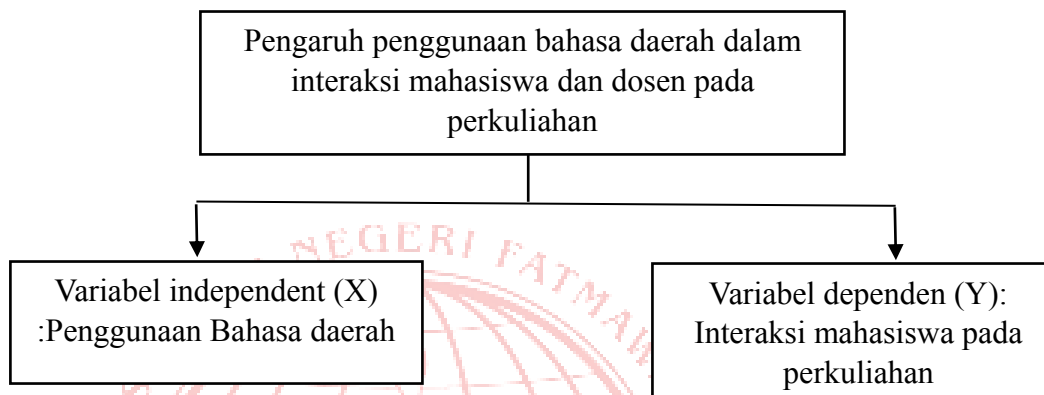 Pengaruh penggunaan bahasa daerah dalam
interaksi mahasiswa dan dosen pada
perkuliahan
NEGERI
Variabel independent (X)
:Penggunaan Bahasa daerah
Variabel dependen (Y):
Interaksi mahasiswa pada
perkuliahan